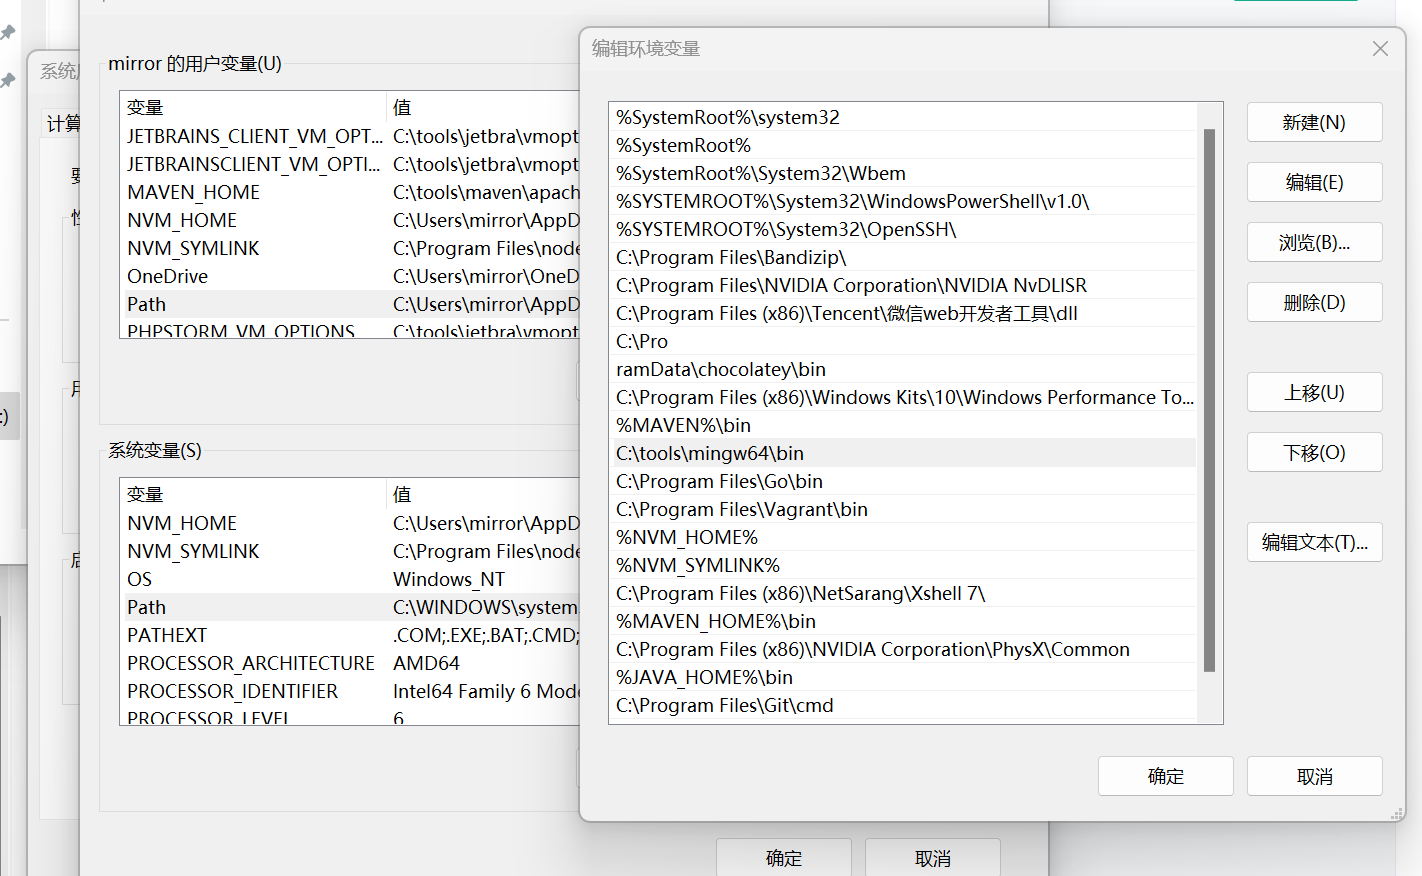 系统
计算
mirror 的用户变量(U)
变量 值
JETBRAINS_CLIENT_VM_OPT... C:\tools\jetbra\vmopt
JETBRAINSCLIENT_VM_OPTI... C:\tools\jetbra\vmopt
MAVEN_HOME C:\tools\maven\apach
NVM_HOME C:\Users\mirror\AppD
NVM_SYMLINK C:\Program Files\node
OneDrive C:\Users\mirror\OneD
Path C:\Users\mirror\AppD
PHPSTORM_VM_OPTIONS C:\tools\jetbra\vmopt
系统变量(S)
变量 值
NVM_HOME C:\Users\mirror\AppD
NVM_SYMLINK C:\Program Files\node
OS Windows_NT
Path C:\WINDOWS\system
PATHEXT .COM;.EXE;.BAT;.CMD;
PROCESSOR_ARCHITECTURE AMD64
PROCESSOR_IDENTIFIER Intel64 Family 6 Mode
PROCESSOR_LEVEL 6
确定 取消
编辑环境变量
%SystemRoot%\system32
%SystemRoot%
%SystemRoot%\System32\Wbem
%SYSTEMROOT%\System32\WindowsPowerShell\v1.0\
%SYSTEMROOT%\System32\OpenSSH\
C:\Program Files\Bandizip\
C:\Program Files\NVIDIA Corporation\NVIDIA NvDLISR
C:\Program Files (x86)\Tencent\微信web开发者工具\dll
C:\Pro
ramData\chocolatey\bin
C:\Program Files (x86)\Windows Kits\10\Windows Performance To...
%MAVEN%\bin
C:\tools\mingw64\bin
C:\Program Files\Go\bin
C:\Program Files\Vagrant\bin
%NVM_HOME%
%NVM_SYMLINK%
C:\Program Files (x86)\NetSarang\Xshell 7\
%MAVEN_HOME%\bin
C:\Program Files (x86)\NVIDIA Corporation\PhysX\Common
%JAVA_HOME%\bin
C:\Program Files\Git\cmd
新建(N)
编辑(E)
浏览(B)...
删除(D)
上移(U)
下移(O)
编辑文本(T)...
确定 取消